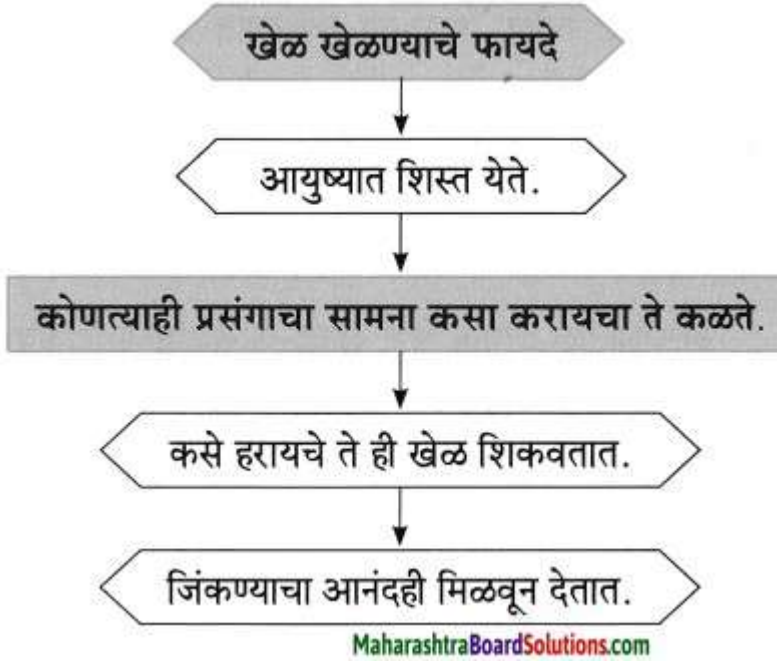 खेळ खेळण्याचे फायदे
आयुष्यात शिस्त येते.
कोणत्याही प्रसंगाचा सामना कसा करायचा ते कळते.
कसे हरायचे ते ही खेळ शिकवतात.
जिंकण्याचा आनंदही मिळवून देतात.
MaharashtraBoardSolutions.com